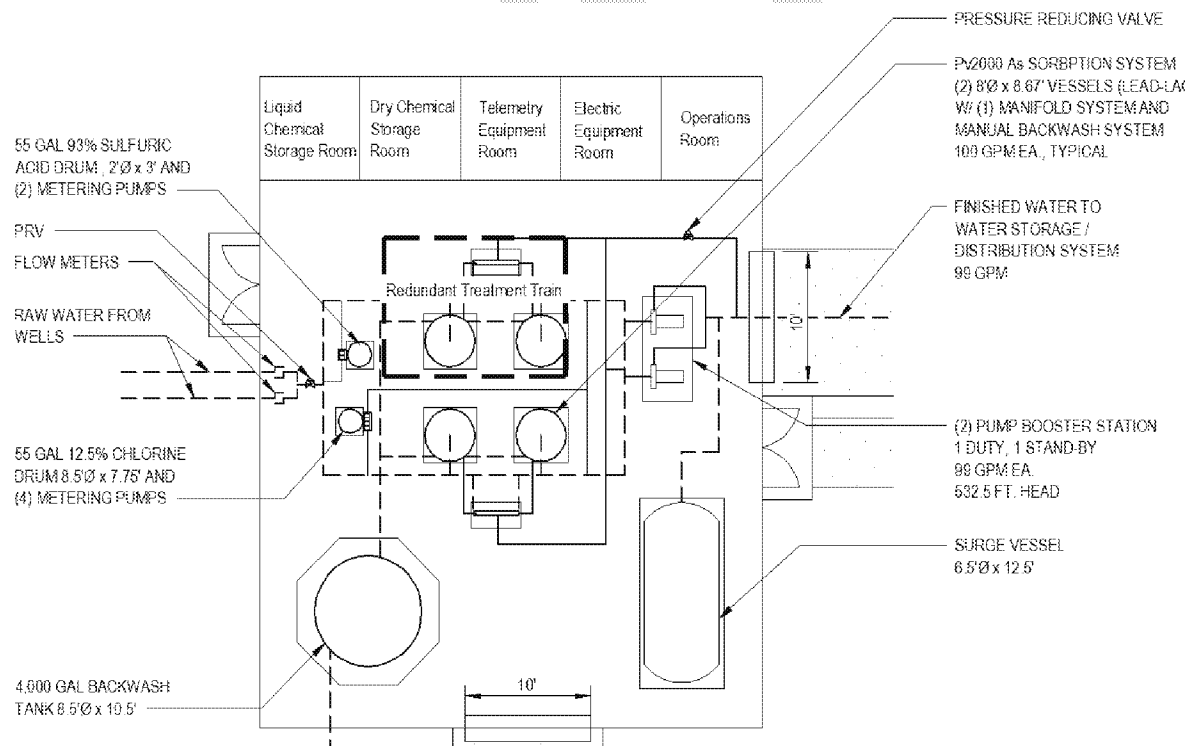 PRESSURE REDUCING VALVE
Pv2000 As SORBPTION SYSTEM
(2) 8'Ø x 8.67' VESSELS (LEAD-LAG
W/ (1) MANIFOLD SYSTEM AND
MANUAL BACKWASH SYSTEM
100 GPM EA., TYPICAL
Liquid
Chemical
Storage Room
Dry Chemical
Storage
Room
Telemetry
Equipment
Room
Electric
Equipment
Room
Operations
Room
55 GAL 93% SULFURIC
ACID DRUM , 2'Ø x 3' AND
(2) METERING PUMPS
PRV
FLOW METERS
RAW WATER FROM
WELLS
FINISHED WATER TO
WATER STORAGE /
DISTRIBUTION SYSTEM
99 GPM
Redundant Treatment Train
10'
55 GAL 12.5% CHLORINE
DRUM 8.5'Ø x 7.75' AND
(4) METERING PUMPS
(2) PUMP BOOSTER STATION
1 DUTY, 1 STAND-BY
99 GPM EA.
532.5 FT. HEAD
SURGE VESSEL
6.5'Ø x 12.5'
4,000 GAL BACKWASH
TANK 8.5'Ø x 10.5'
10'